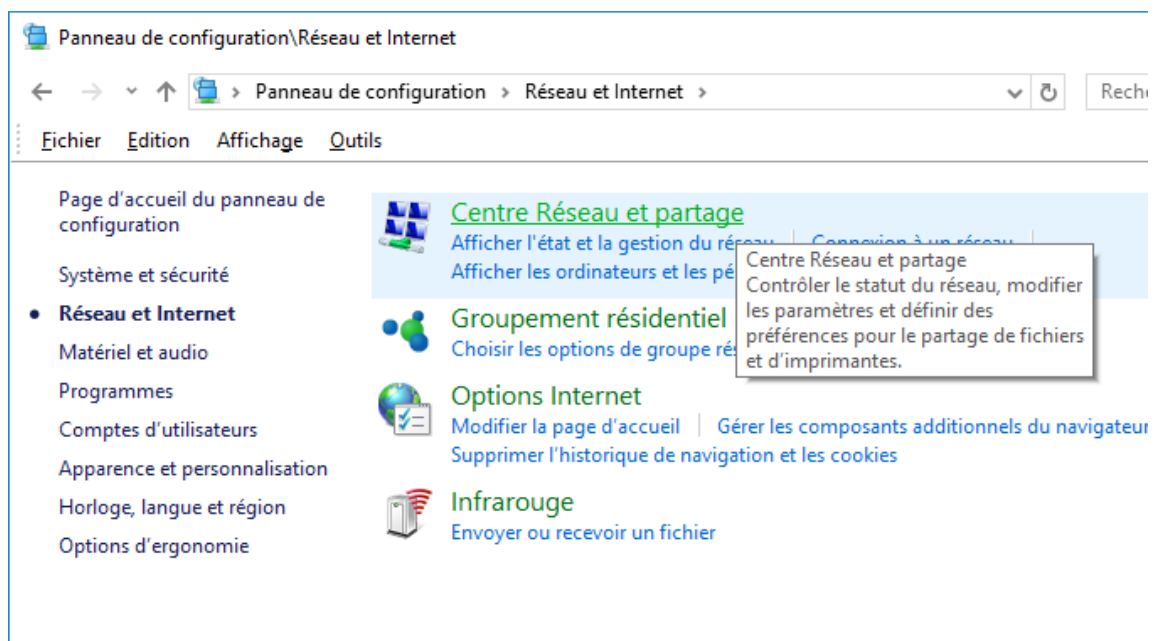 Panneau de configuration\Réseau et Internet
Panneau de configuration > Réseau et Internet >
Fichier Edition Affichage Outils
Page d'accueil du panneau de
configuration
Système et sécurité
Réseau et Internet
Matériel et audio
Programmes
Comptes d'utilisateurs
Apparence et personnalisation
Horloge, langue et région
Options d'ergonomie
Centre Réseau et partage
Afficher l'état et la gestion du réseau | Connexion à un réseau |
Afficher les ordinateurs et les
Centre Réseau et partage
Contrôler le statut du réseau, modifier
les paramètres et définir des
préférences pour le partage de fichiers
et d'imprimantes.
Groupement résidentiel
Choisir les options de groupe
Options Internet
Modifier la page d'accueil | Gérer les composants additionnels du navigateur
Supprimer l'historique de navigation et les cookies
Infrarouge
Envoyer ou recevoir un fichier